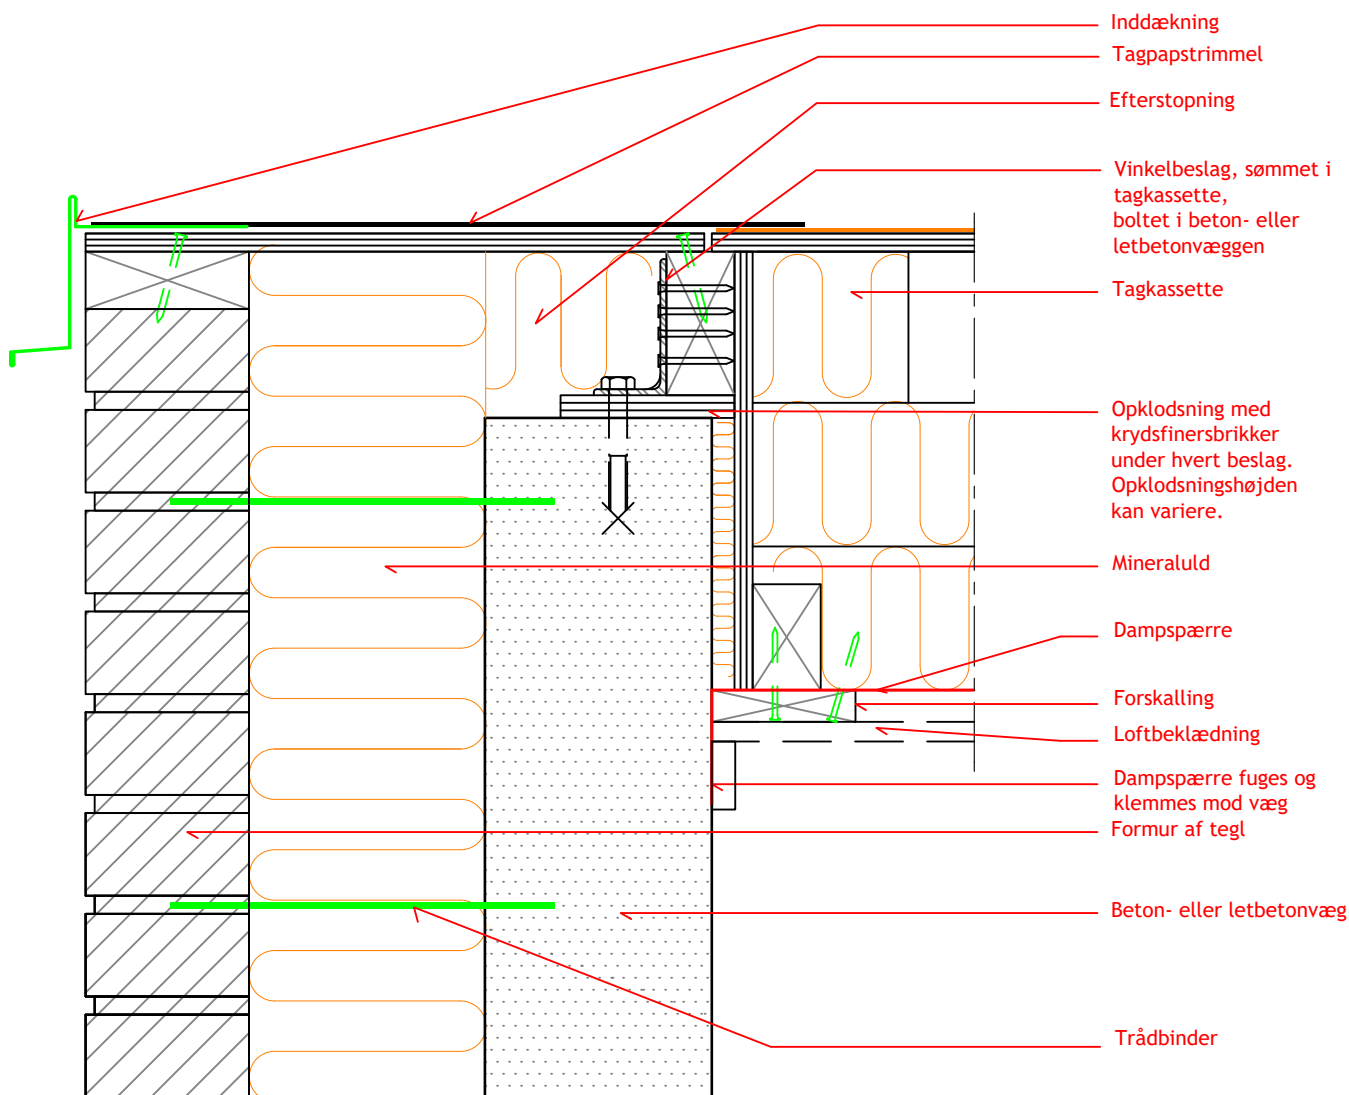 Inddækning
Tagpapstrimmel
Efterstopning
Vinkelbeslag, sømmet i
tagkassette,
boltet i beton- eller
letbetonvæggen
Tagkassette
Opklodsning med
krydsfinersbrikker
under hvert beslag.
Opklodsningshøjden
kan variere.
Mineraluld
Dampspærre
Forskalling
Loftbeklædning
Dampspærre fuges og
klemmes mod væg
Formur af tegl
Beton- eller letbetonvæg
Trådbinder